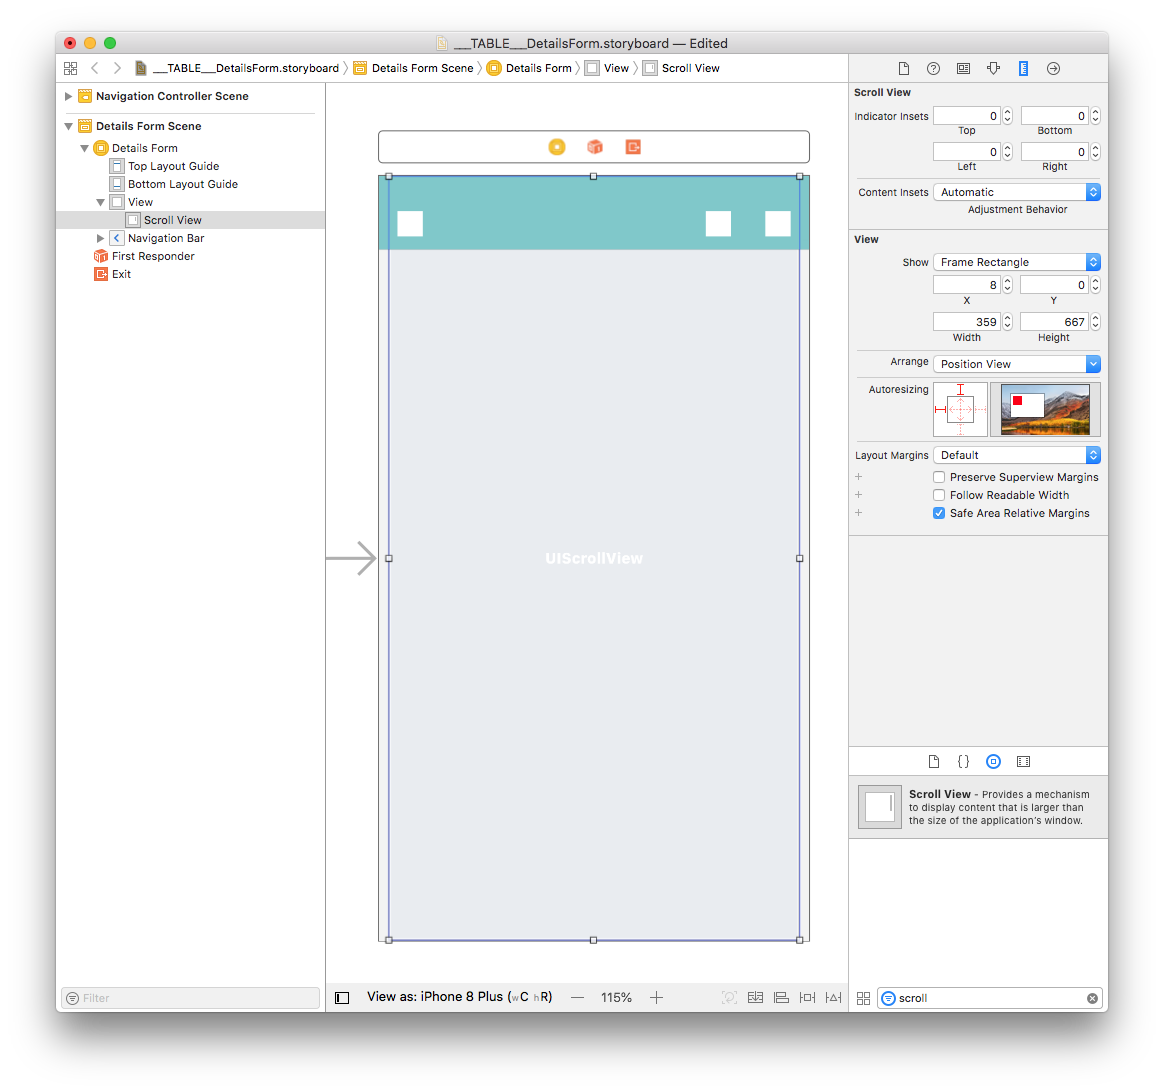 ___TABLE___DetailsForm.storyboard — Edited
___TABLE___DetailsForm.storyboard
Details Form Scene
Details Form
View
Scroll View
Navigation Controller Scene
Details Form Scene
Details Form
Top Layout Guide
Bottom Layout Guide
View
Scroll View
Navigation Bar
First Responder
Exit
Filter
UIScrollView
View as: iPhone 8 Plus (wC hR)
115%
Scroll View
Indicator Insets 0 0
Top Bottom
0 0
Left Right
Content Insets Automatic
Adjustment Behavior
View
Show Frame Rectangle
8 0
X Y
359 667
Width Height
Arrange Position View
Autoresizing
Layout Margins Default
Preserve Superview Margins
Follow Readable Width
Safe Area Relative Margins
Scroll View - Provides a mechanism
to display content that is larger than
the size of the application's window.
scroll